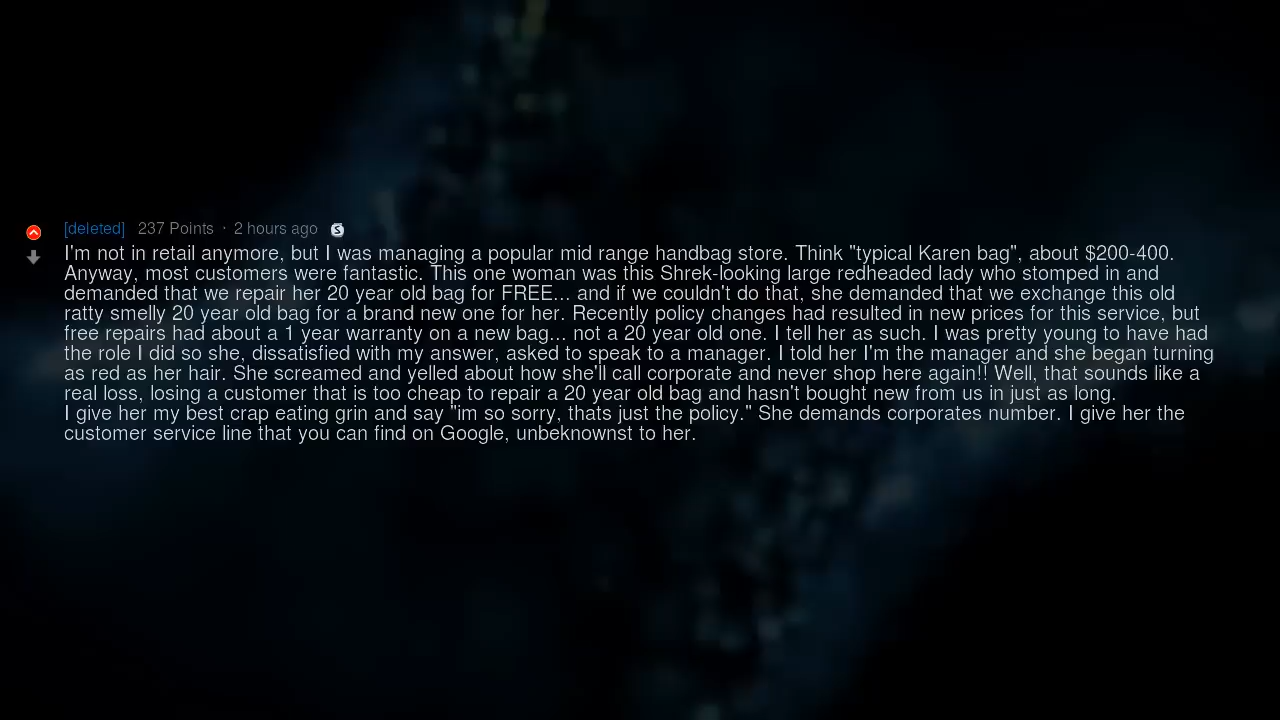 [deleted] 237 Points · 2 hours ago S
I'm not in retail anymore, but I was managing a popular mid range handbag store. Think "typical Karen bag", about $200-400.
Anyway, most customers were fantastic. This one woman was this Shrek-looking large redheaded lady who stomped in and
demanded that we repair her 20 year old bag for FREE... and if we couldn't do that, she demanded that we exchange this old
ratty smelly 20 year old bag for a brand new one for her. Recently policy changes had resulted in new prices for this service, but
free repairs had about a 1 year warranty on a new bag... not a 20 year old one. I tell her as such. I was pretty young to have had
the role I did so she, dissatisfied with my answer, asked to speak to a manager. I told her I'm the manager and she began turning
as red as her hair. She screamed and yelled about how she'll call corporate and never shop here again!! Well, that sounds like a
real loss, losing a customer that is too cheap to repair a 20 year old bag and hasn't bought new from us in just as long.
I give her my best crap eating grin and say "im so sorry, thats just the policy." She demands corporates number. I give her the
customer service line that you can find on Google, unbeknownst to her.